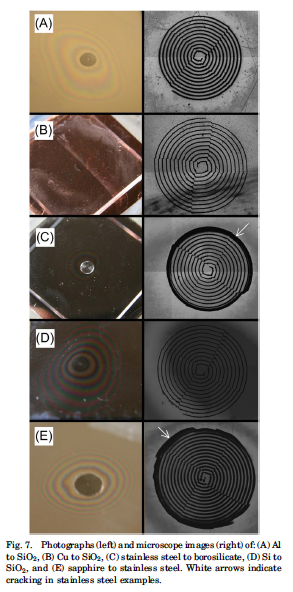 (A)
(B)
(C)
(D)
(E)
Fig. 7. Photographs (left) and microscope images (right) of: (A) Al
to SiO2, (B) Cu to SiO2, (C) stainless steel to borosilicate, (D) Si to
SiO2, and (E) sapphire to stainless steel. White arrows indicate
cracking in stainless steel examples.